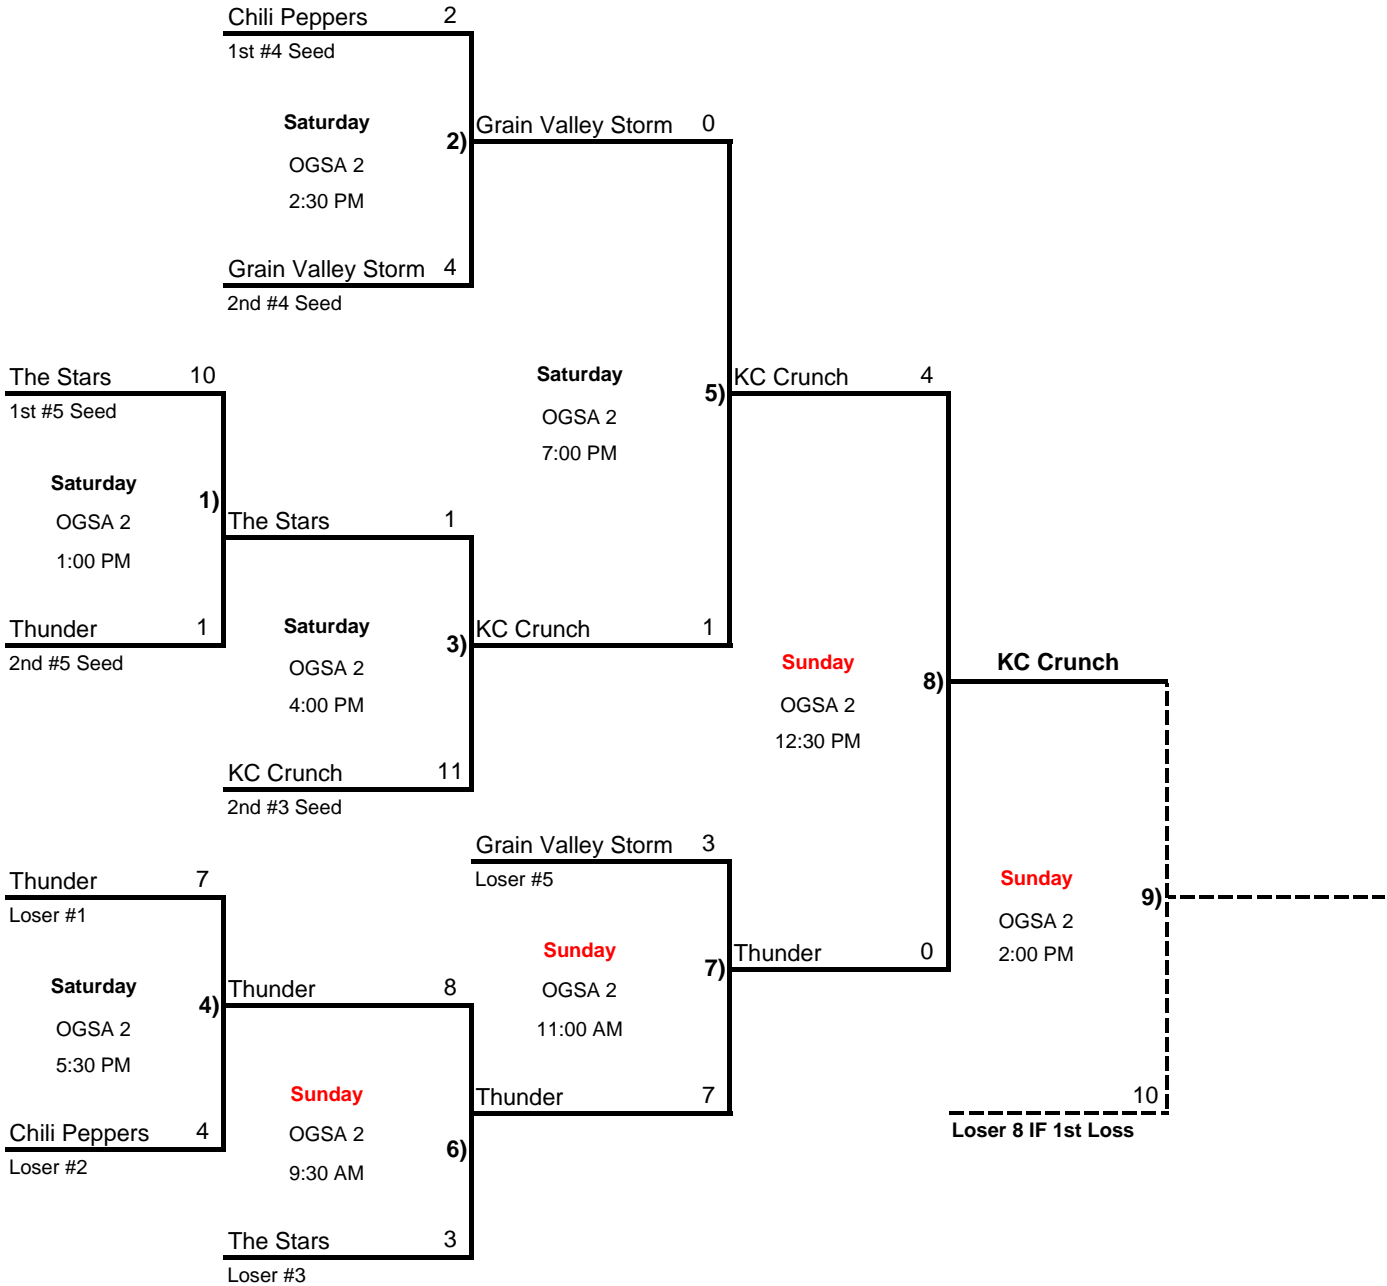 Chili Peppers 2
1st #4 Seed
Saturday
2)
Grain Valley Storm 0
OGSA 2
2:30 PM
Grain Valley Storm 4
2nd #4 Seed
The Stars 10
1st #5 Seed
Saturday
5)
KC Crunch 4
OGSA 2
7:00 PM
Saturday
1)
OGSA 2
The Stars 1
1:00 PM
Thunder 1
2nd #5 Seed
Saturday
3)
KC Crunch 1
OGSA 2
4:00 PM
Sunday
8)
KC Crunch
OGSA 2
12:30 PM
KC Crunch 11
2nd #3 Seed
Grain Valley Storm 3
Loser #5
Thunder 7
Loser #1
Sunday
9)
OGSA 2
2:00 PM
Sunday
7)
Thunder 0
OGSA 2
11:00 AM
Saturday
4)
Thunder 8
OGSA 2
5:30 PM
Sunday
Thunder 7
10
Loser 8 IF 1st Loss
Chili Peppers 4
Loser #2
OGSA 2
6)
9:30 AM
The Stars 3
Loser #3